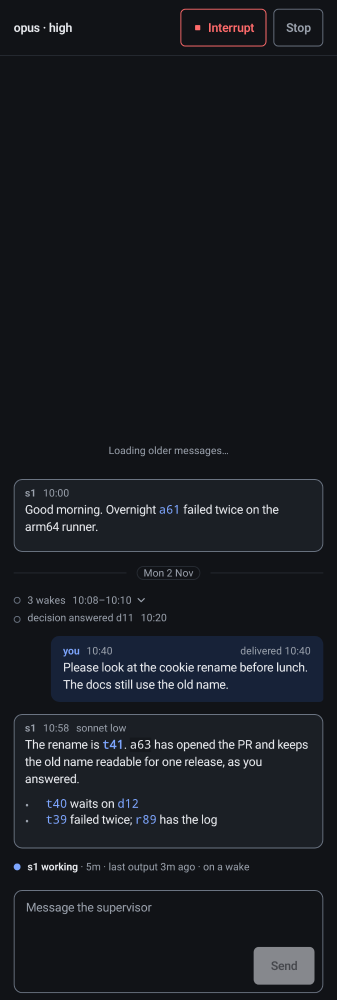 opus · high
Interrupt
Stop
Loading older messages…
s1 10:00
Good morning. Overnight a61 failed twice on the
arm64 runner.
Mon 2 Nov
3 wakes 10:08–10:10
decision answered d11 10:20
you 10:40 delivered 10:40
Please look at the cookie rename before lunch.
The docs still use the old name.
s1 10:58 sonnet low
The rename is t41. a63 has opened the PR and keeps
the old name readable for one release, as you
answered.
• t40 waits on d12
• t39 failed twice; r89 has the log
s1 working · 5m · last output 3m ago · on a wake
Message the supervisor
Send